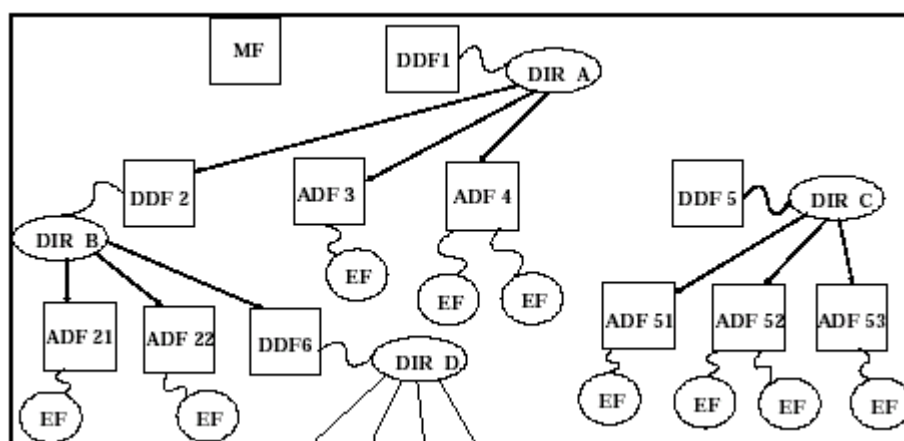 MF
DDF1
DIR A
DDF 2
ADF 3
ADF 4
DDF 5
DIR C
DIR B
EF
EF
EF
ADF 21
ADF 22
DDF6
DIR D
ADF 51
ADF 52
ADF 53
EF
EF
EF
EF
EF
EF